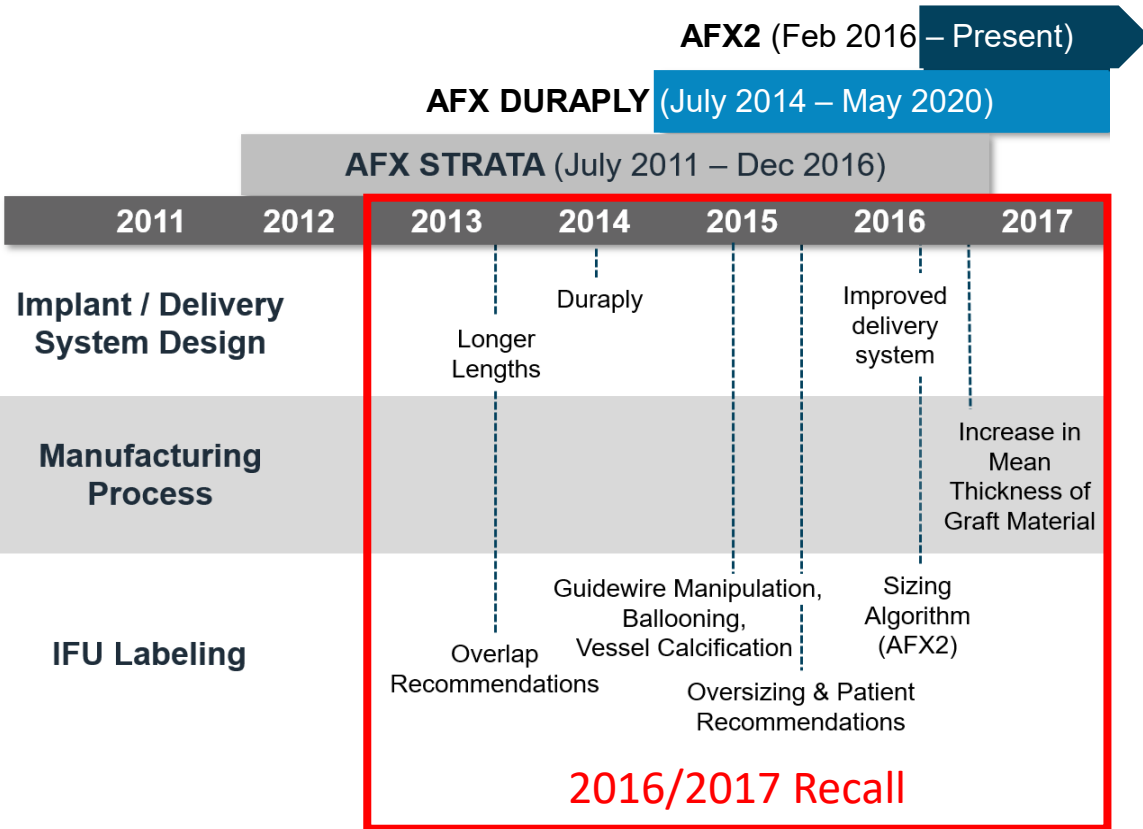 AFX2 (Feb 2016 – Present)
AFX DURAPLY (July 2014 – May 2020)
AFX STRATA (July 2011 – Dec 2016)
2011 2012 2013 2014 2015 2016 2017
Implant / Delivery
System Design
Longer
Lengths
Duraply
Improved
delivery
system
Manufacturing
Process
Increase in
Mean
Thickness of
Graft Material
IFU Labeling
Overlap
Recommendations
Guidewire Manipulation,
Ballooning,
Vessel Calcification
Oversizing & Patient
Recommendations
Sizing
Algorithm
(AFX2)
2016/2017 Recall